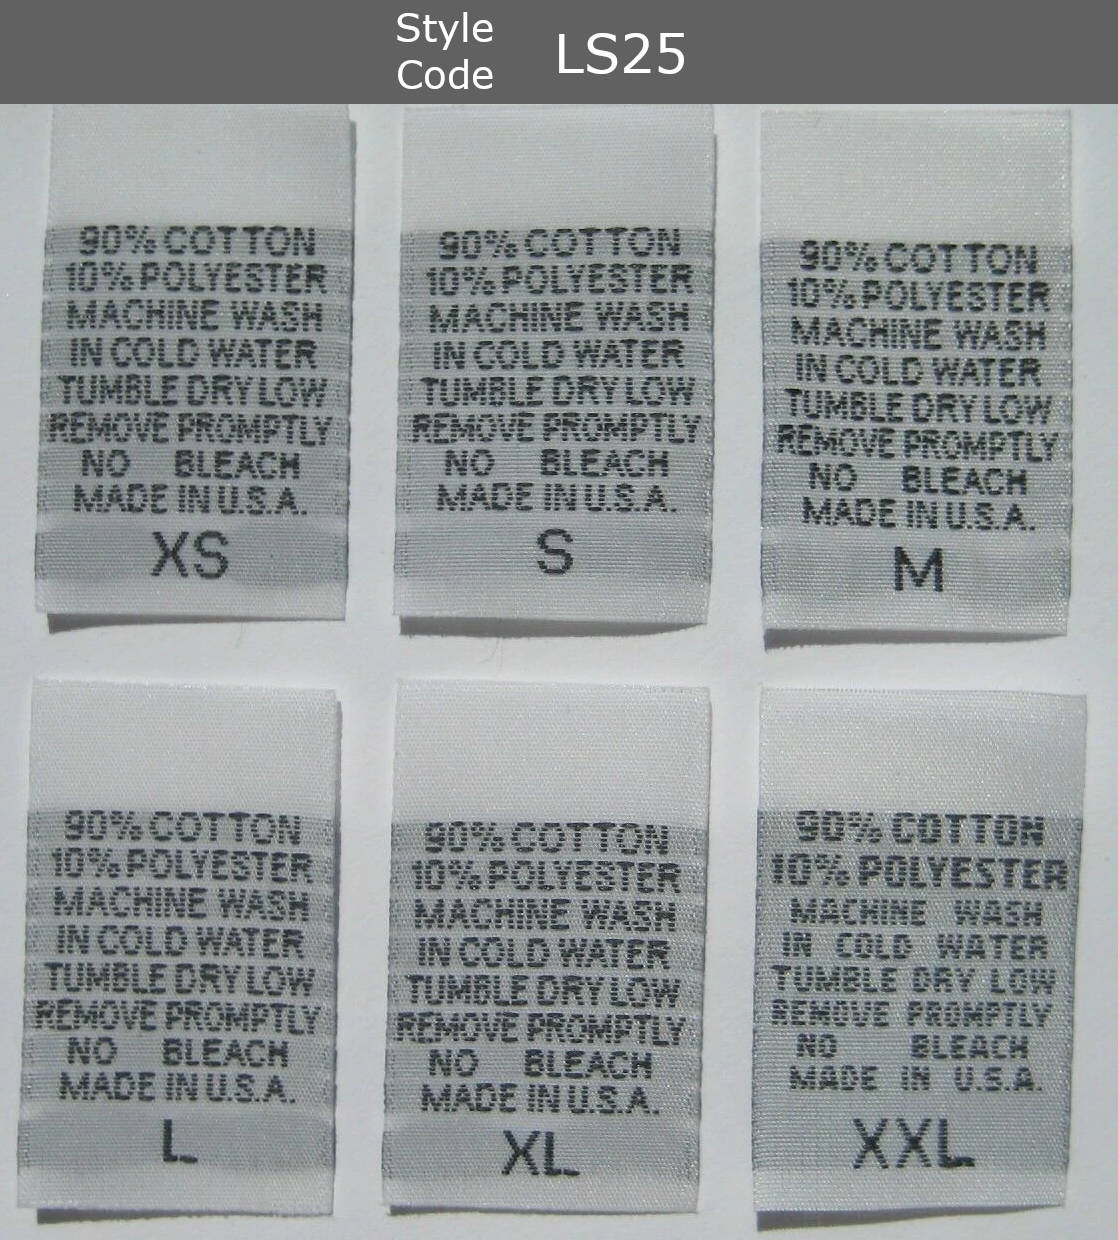 Style
Code
LS25
90% COTTON
10% POLYESTER
MACHINE WASH
IN COLD WATER
TUMBLE DRY LOW
REMOVE PROMPTLY
NO BLEACH
MADE IN U.S.A.
XS
90% COTTON
10% POLYESTER
MACHINE WASH
IN COLD WATER
TUMBLE DRY LOW
REMOVE PROMPTLY
NO BLEACH
MADE IN U.S.A.
S
90% COTTON
10% POLYESTER
MACHINE WASH
IN COLD WATER
TUMBLE DRY LOW
REMOVE PROMPTLY
NO BLEACH
MADE IN U.S.A.
M
90% COTTON
10% POLYESTER
MACHINE WASH
IN COLD WATER
TUMBLE DRY LOW
REMOVE PROMPTLY
NO BLEACH
MADE IN U.S.A.
L
90% COTTON
10% POLYESTER
MACHINE WASH
IN COLD WATER
TUMBLE DRY LOW
REMOVE PROMPTLY
NO BLEACH
MADE IN U.S.A.
XL
90% COTTON
10% POLYESTER
MACHINE WASH
IN COLD WATER
TUMBLE DRY LOW
REMOVE PROMPTLY
NO BLEACH
MADE IN U.S.A.
XXL